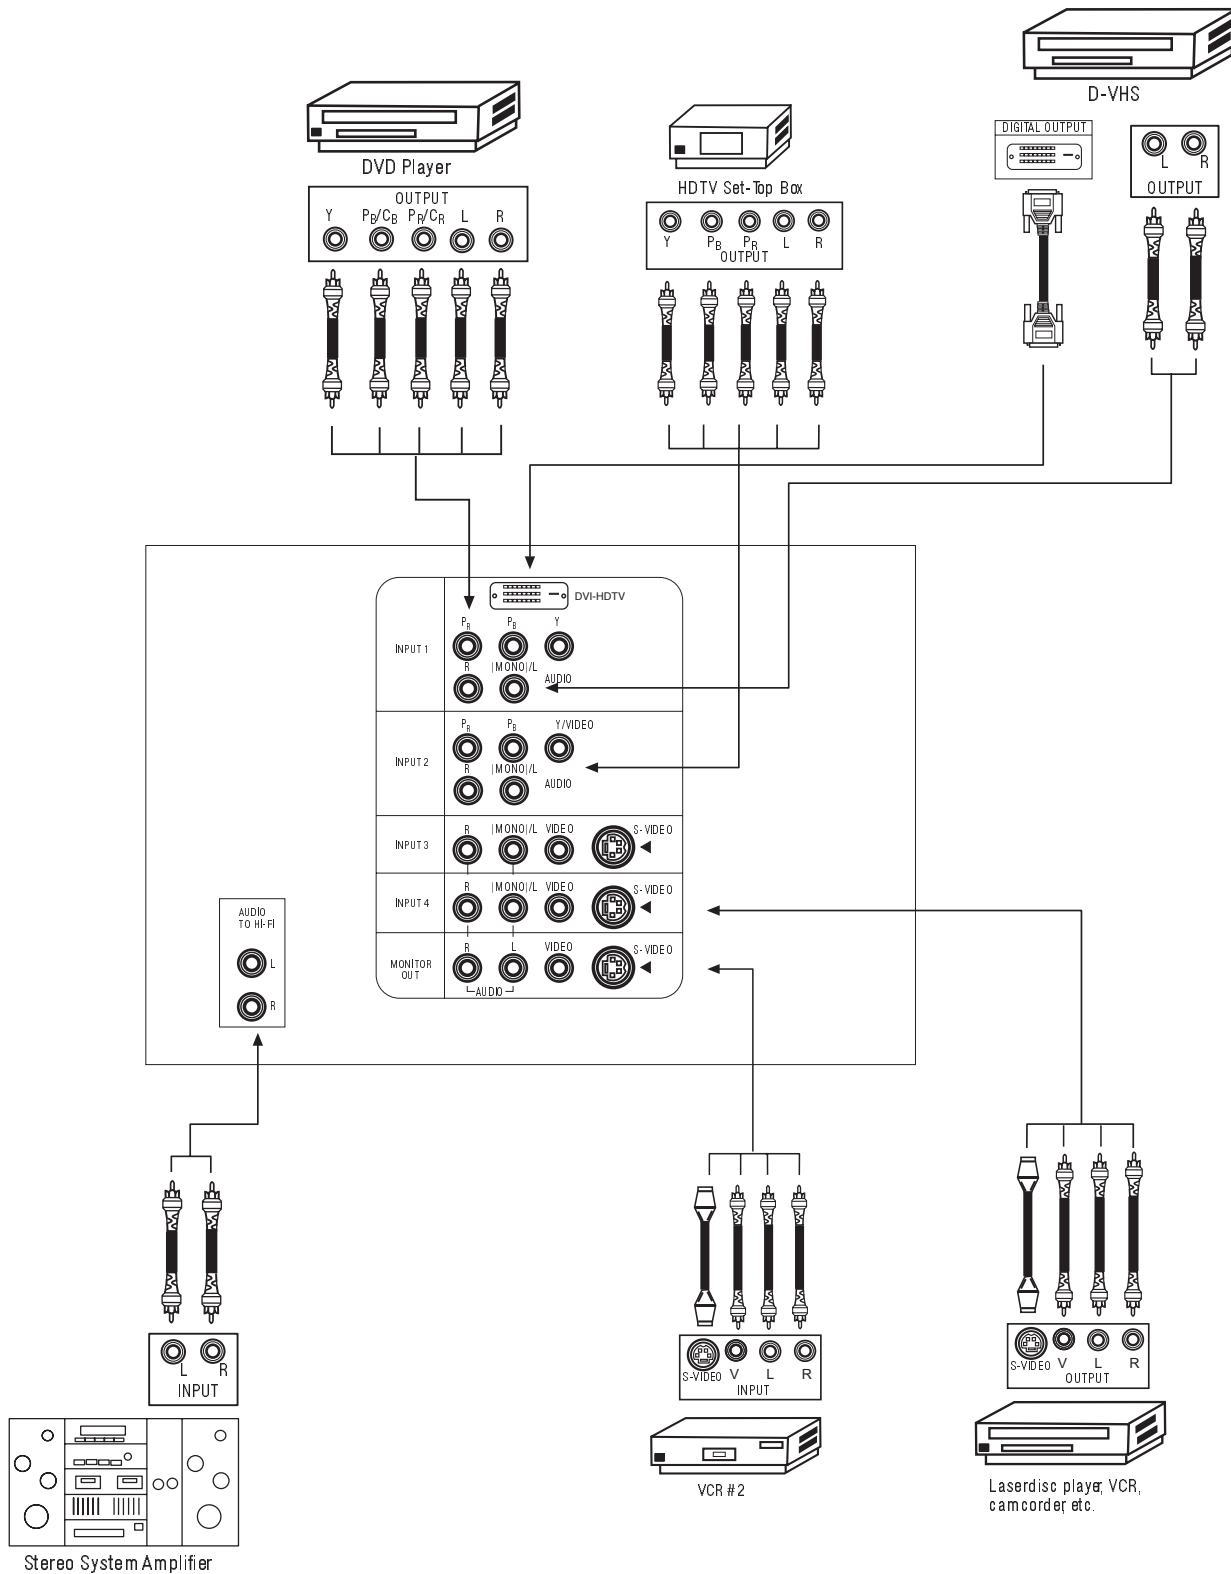 D-VHS
DIGITAL OUTPUT
L R
OUTPUT
DVD Player
OUTPUT
Y PB/CB PR/CR L R
HDTV Set-Top Box
Y PB PR L R
OUTPUT
DVI-HDTV
INPUT 1
PR PB Y
R |MONO|/L AUDIO
INPUT 2
PR PB Y/VIDEO
R |MONO|/L
AUDIO
INPUT 3
R |MONO|/L VIDEO S-VIDEO
INPUT 4
R |MONO|/L VIDEO S-VIDEO
MONITOR
OUT
R L VIDEO S-VIDEO
AUDIO
AUDIO
TO HI-FI
L
R
L R
INPUT
Stereo System Amplifier
S-VIDEO V L R
INPUT
VCR #2
S-VIDEO V L R
OUTPUT
Laserdisc player, VCR,
camcorder, etc.